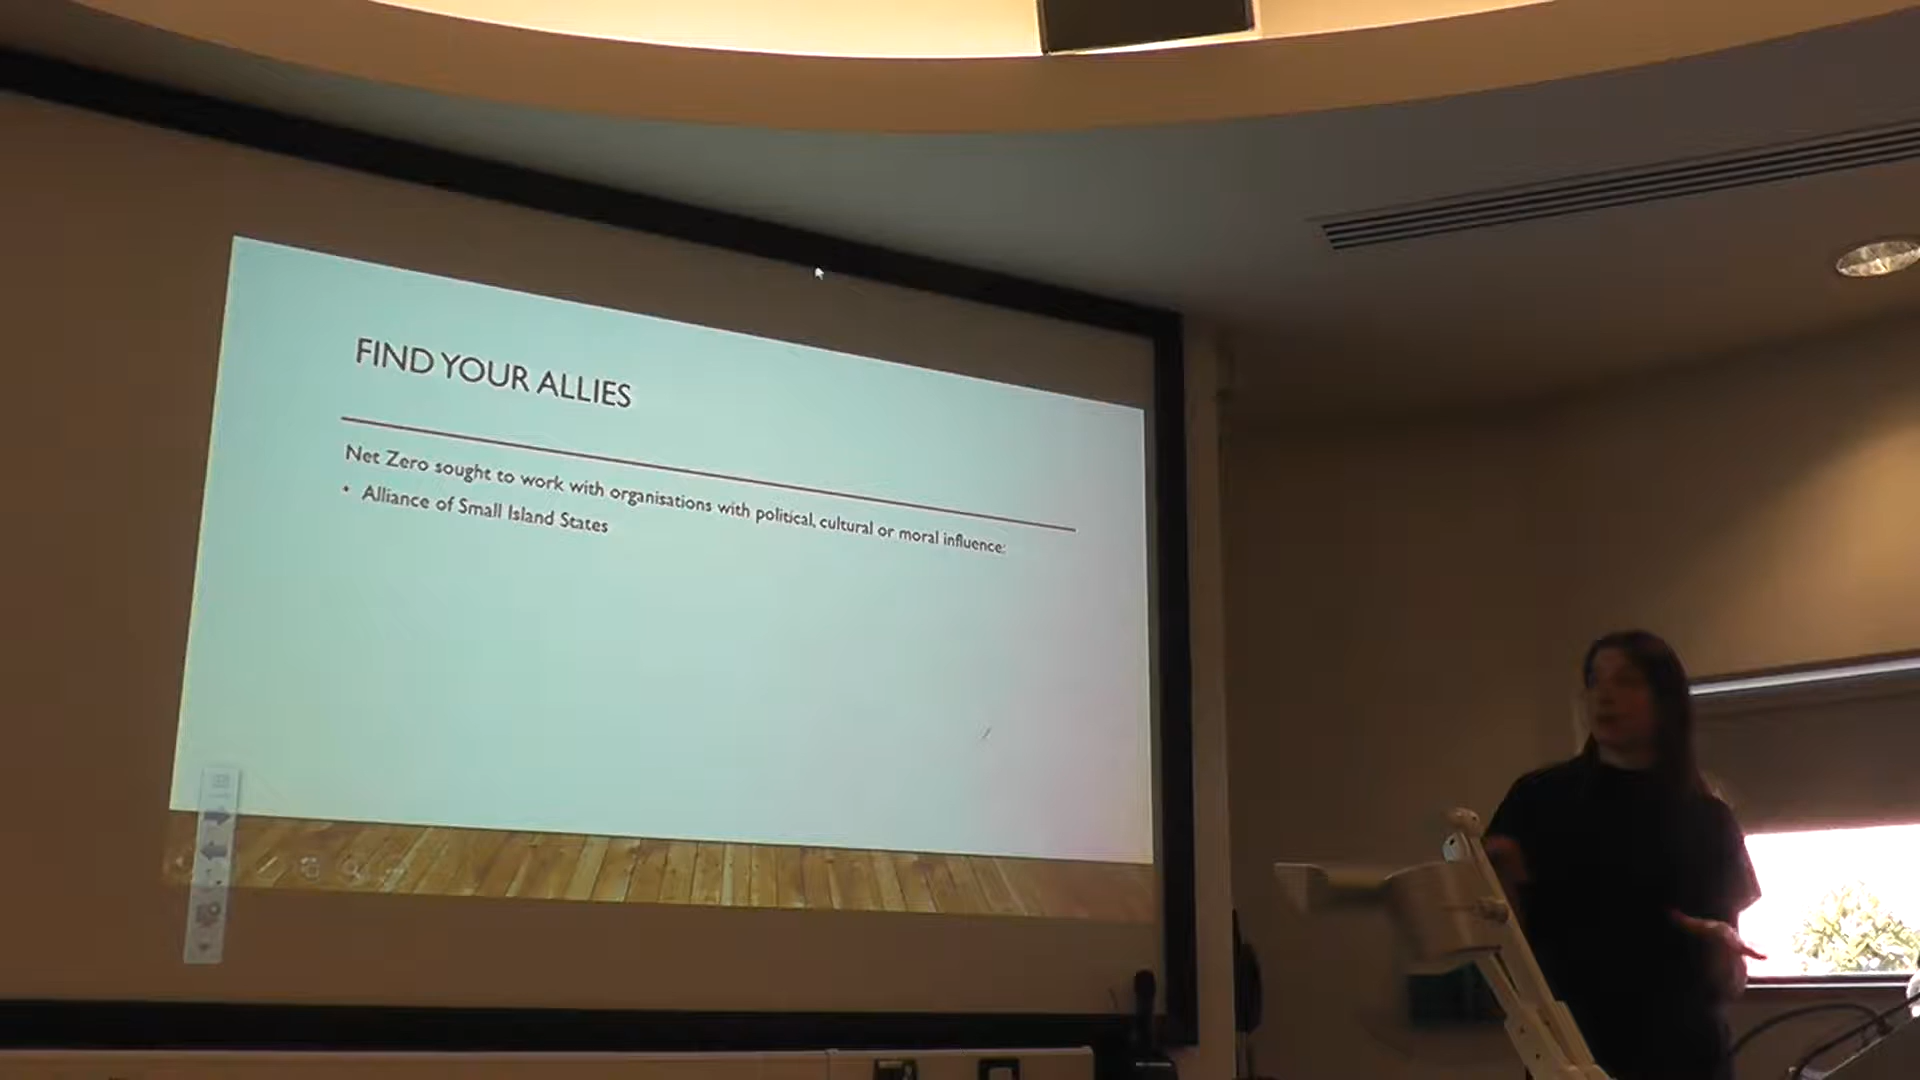 FIND YOUR ALLIES
Net Zero sought to work with organisations with political, cultural or moral influence:
• Alliance of Small Island States